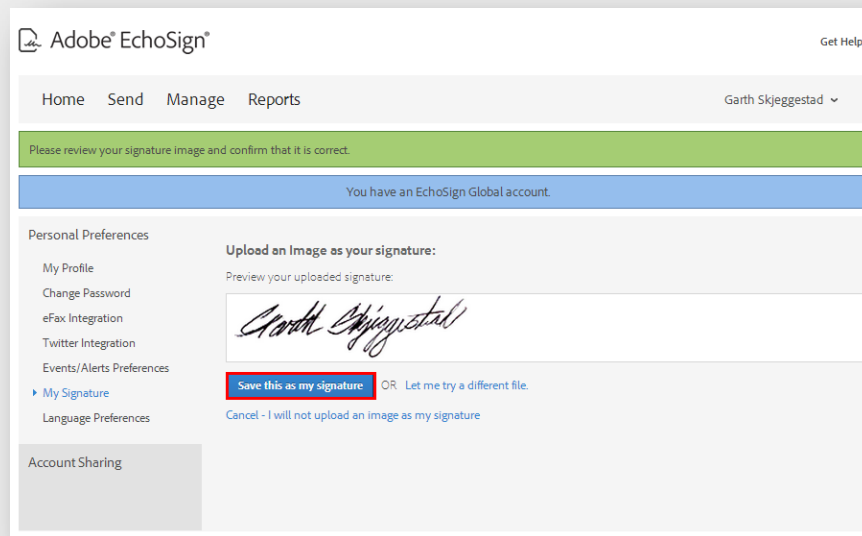 Adobe® EchoSign®
Get Help
Home Send Manage Reports
Garth Skjeggestad
Please review your signature image and confirm that it is correct.
You have an EchoSign Global account.
Personal Preferences
My Profile
Change Password
eFax Integration
Twitter Integration
Events/Alerts Preferences
My Signature
Language Preferences
Account Sharing
Upload an Image as your signature:
Preview your uploaded signature:
Garth Skjeggestad
Save this as my signature OR Let me try a different file.
Cancel - I will not upload an image as my signature